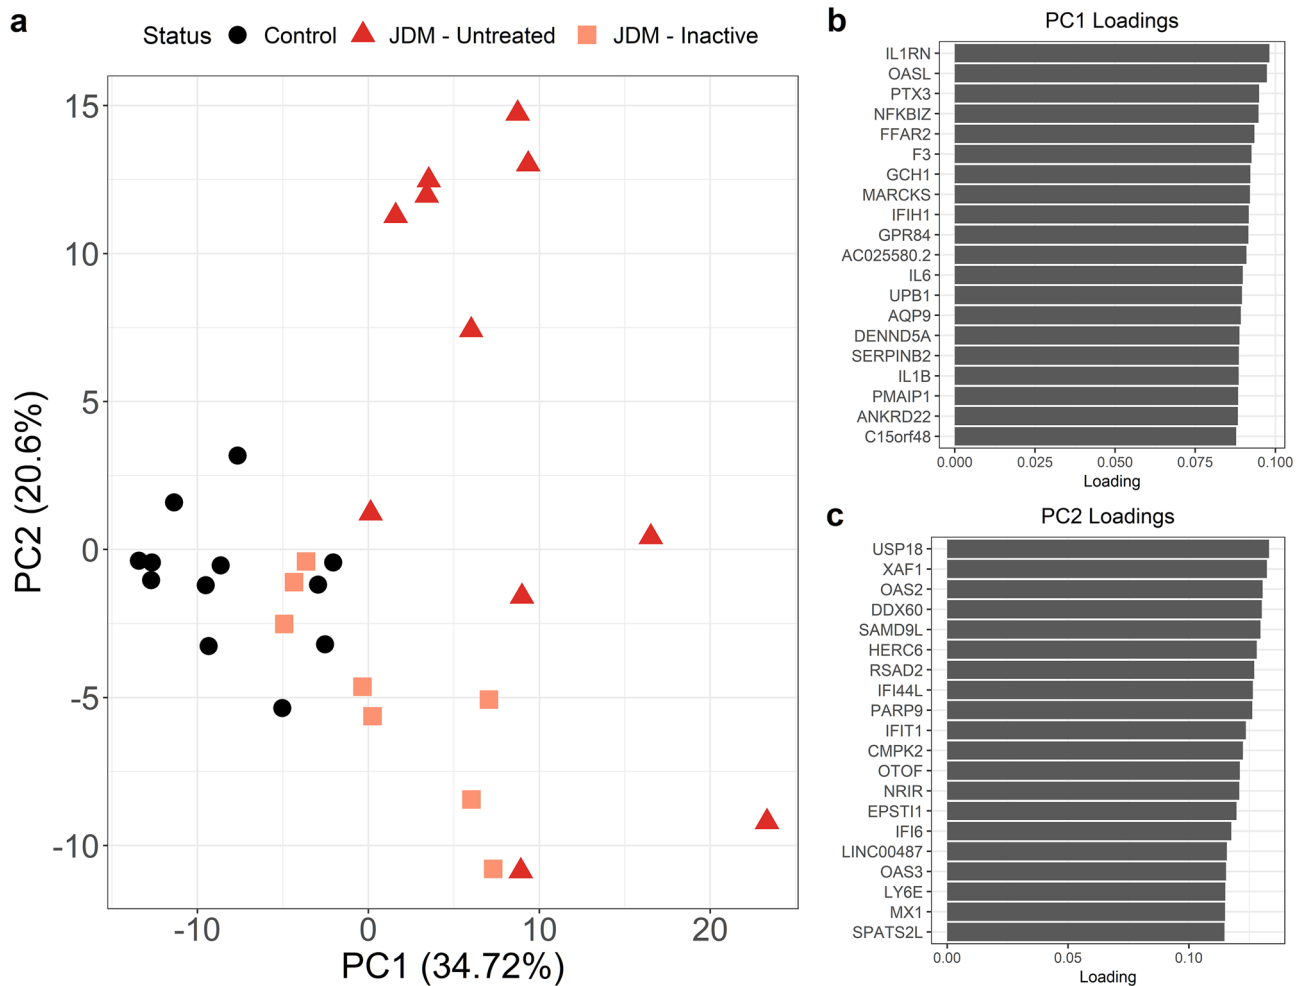 a
Status Control JDM - Untreated JDM - Inactive
15
10
5
0
-5
-10
PC2 (20.6%)
-10 0 10 20
PC1 (34.72%)
b
PC1 Loadings
IL1RN
OASL
PTX3
NFKBIZ
FFAR2
F3
GCH1
MARCKS
IFIH1
GPR84
AC025580.2
IL6
UPB1
AQP9
DENND5A
SERPINB2
IL1B
PMAIP1
ANKRD22
C15orf48
0.000 0.025 0.050 0.075 0.100
Loading
c
PC2 Loadings
USP18
XAF1
OAS2
DDX60
SAMD9L
HERC6
RSAD2
IFI44L
PARP9
IFIT1
CMPK2
OTOF
NRIR
EPSTI1
IFI6
LINC00487
OAS3
LY6E
MX1
SPATS2L
0.00 0.05 0.10
Loading